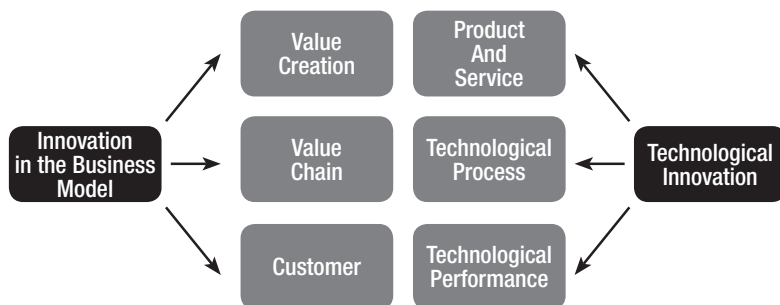 Innovation
in the Business
Model
Value
Creation
Value
Chain
Customer
Product
And
Service
Technological
Process
Technological
Performance
Technological
Innovation